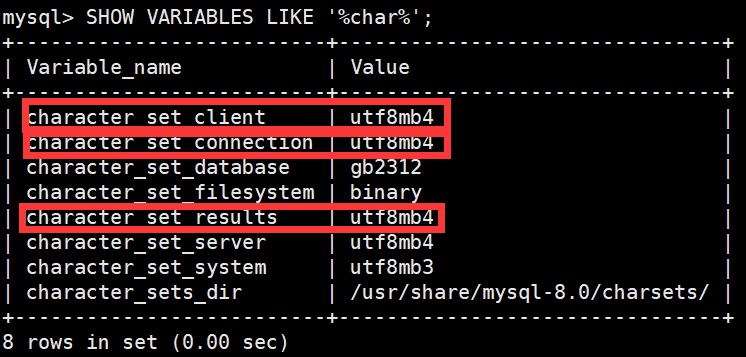 mysql> SHOW VARIABLES LIKE '%char%';
+--------------------------+--------------------------------+
| Variable_name | Value |
+--------------------------+--------------------------------+
| character_set_client | utf8mb4 |
| character_set_connection | utf8mb4 |
| character_set_database | gb2312 |
| character_set_filesystem | binary |
| character_set_results | utf8mb4 |
| character_set_server | utf8mb4 |
| character_set_system | utf8mb3 |
| character_sets_dir | /usr/share/mysql-8.0/charsets/ |
+--------------------------+--------------------------------+
8 rows in set (0.00 sec)